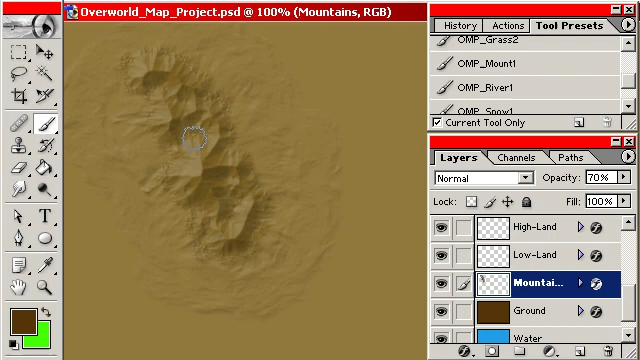 Overworld_Map_Project.psd @ 100% (Mountains, RGB)
History Actions Tool Presets
OMP_Grass2
OMP_Mount1
OMP_River1
OMP_Snow1
Current Tool Only
Layers Channels Paths
Normal Opacity: 70%
Lock: Fill: 100%
High-Land
Low-Land
Mountai...
Ground
Water
T